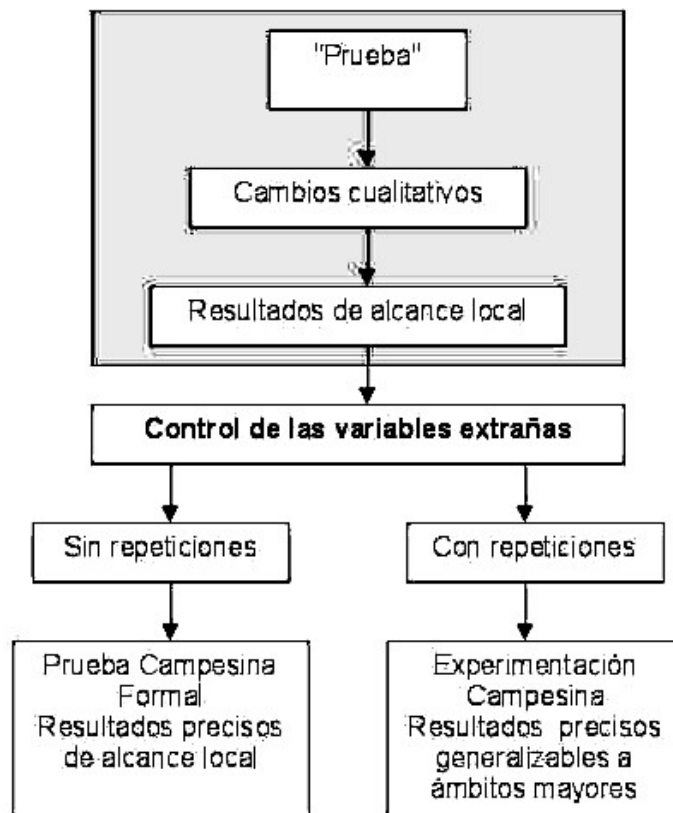 "Prueba"
Cambios cualitativos
Resultados de alcance local
Control de las variables extrañas
Sin repeticiones
Con repeticiones
Prueba Campesina
Formal
Resultados precisos
de alcance local
Experimentación
Campesina
Resultados precisos
generalizables a
ámbitos mayores